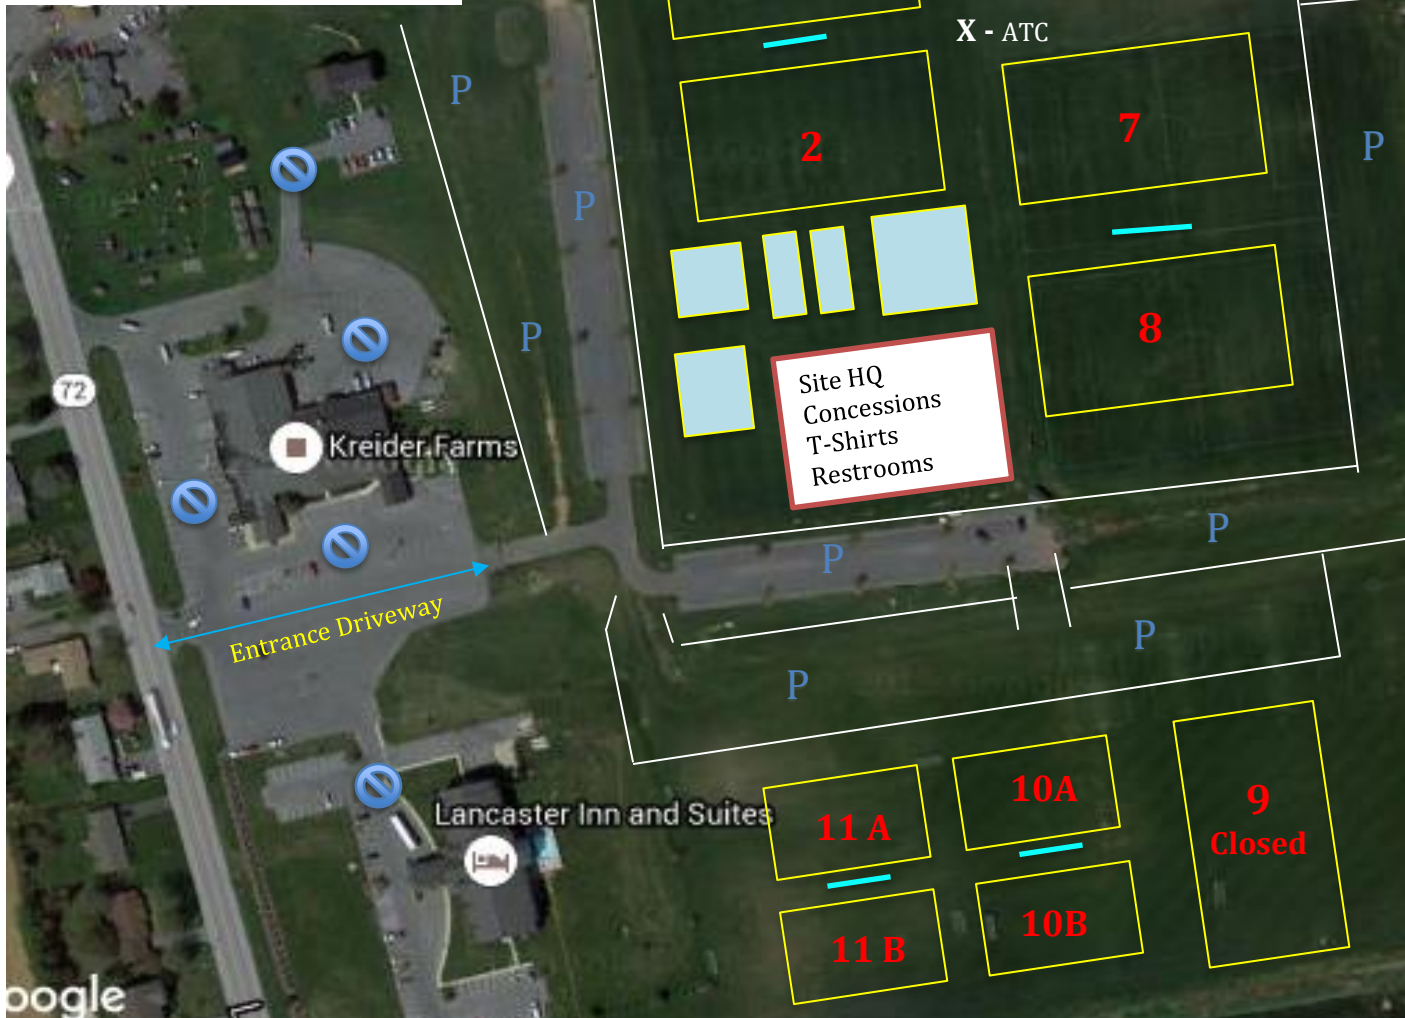 X - ATC
P
2
7
P
P
8
P
Site HQ
Concessions
T-Shirts
Restrooms
72
Kreider Farms
P
P
Entrance Driveway
P
P
11 A
10A
9
Closed
Lancaster Inn and Suites
11 B
10B
oogle